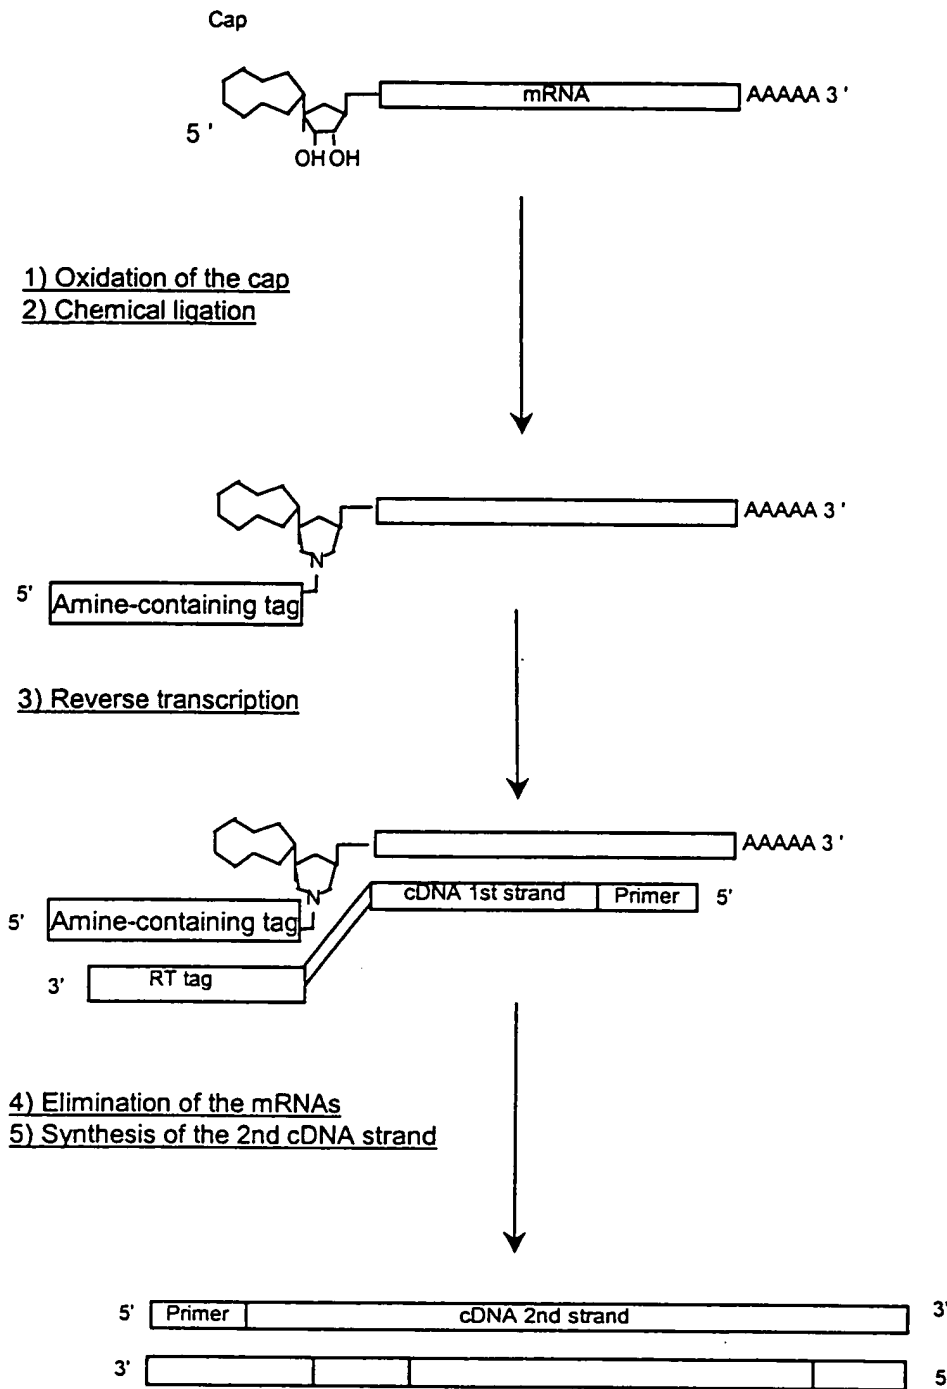 Cap
mRNA AAAAA 3 '
5 '
OH OH
1) Oxidation of the cap
2) Chemical ligation
AAAAA 3 '
N
5' Amine-containing tag
3) Reverse transcription
AAAAA 3 '
cDNA 1st strand Primer 5'
N
5' Amine-containing tag
3' RT tag
4) Elimination of the mRNAs
5) Synthesis of the 2nd cDNA strand
5' Primer cDNA 2nd strand 3'
3' 5